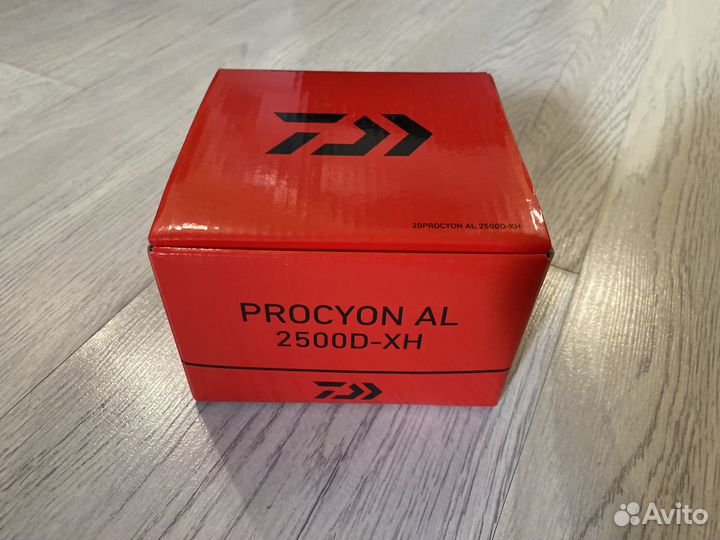 20PROCYON AL 2500D-XH
PROCYON AL
2500D-XH
Avito